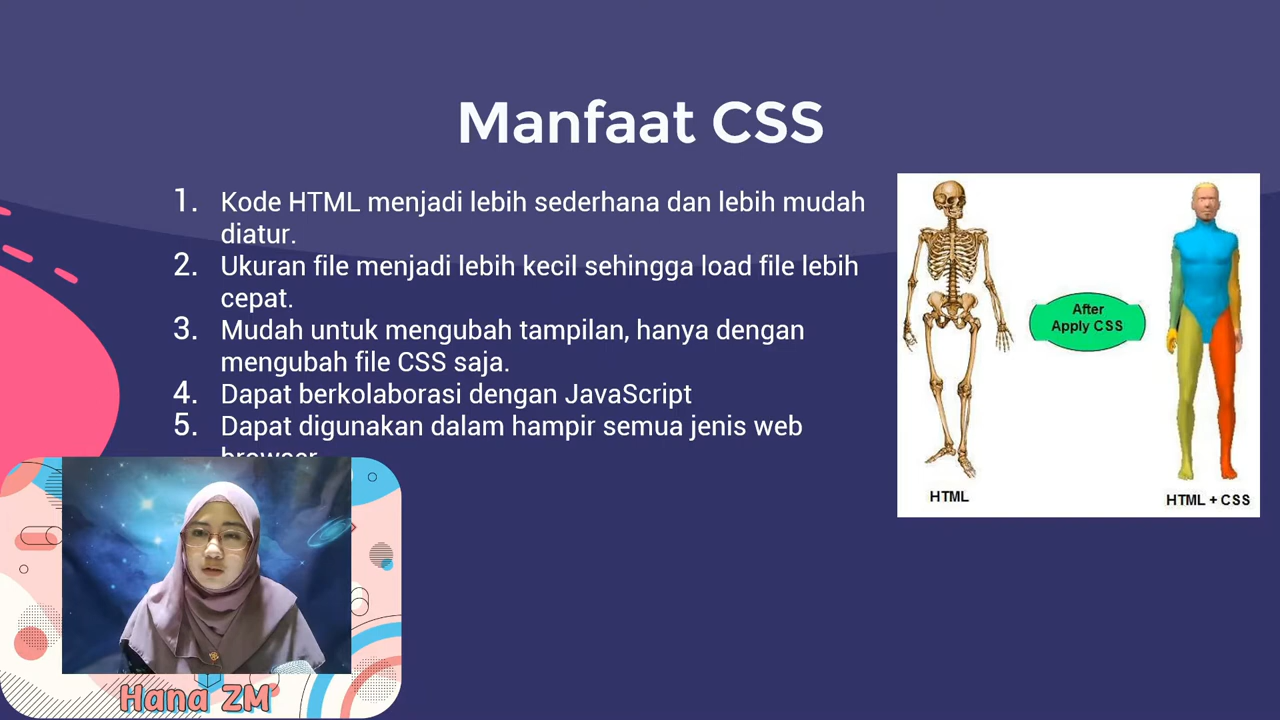 Manfaat CSS
1. Kode HTML menjadi lebih sederhana dan lebih mudah
diatur.
2. Ukuran file menjadi lebih kecil sehingga load file lebih
cepat.
3. Mudah untuk mengubah tampilan, hanya dengan
mengubah file CSS saja.
4. Dapat berkolaborasi dengan JavaScript
5. Dapat digunakan dalam hampir semua jenis web
browser
After
Apply CSS
HTML
HTML + CSS
Hana ZM